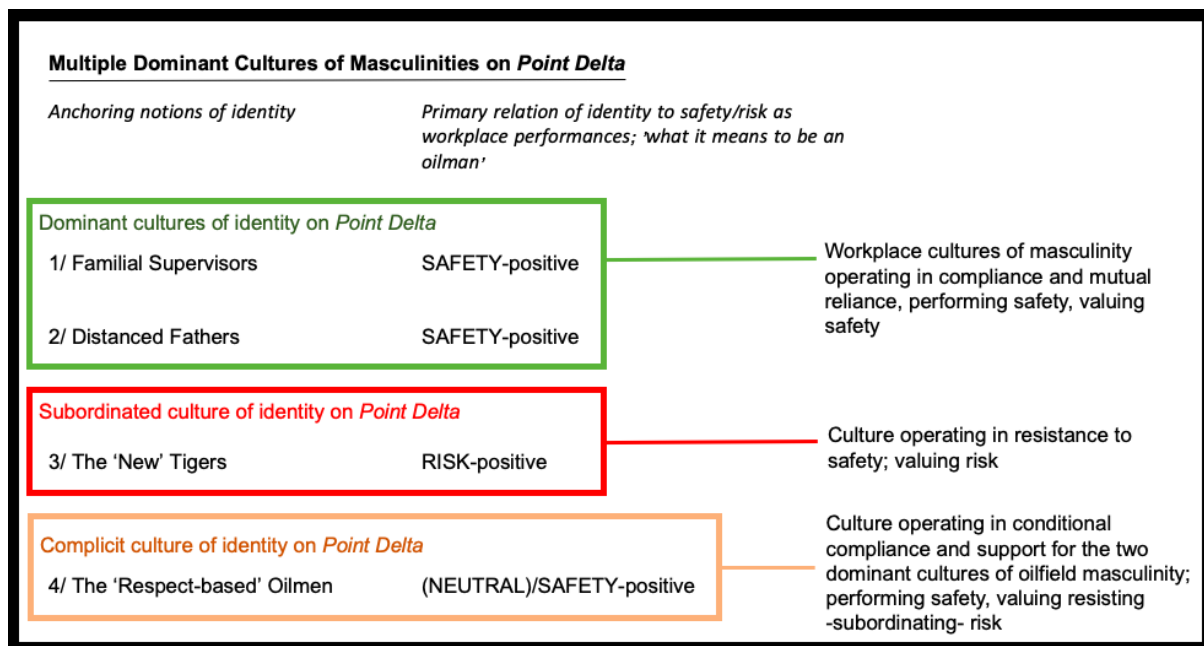 Multiple Dominant Cultures of Masculinities on Point Delta
Anchoring notions of identity
Primary relation of identity to safety/risk as
workplace performances; 'what it means to be an
oilman'
Dominant cultures of identity on Point Delta
1/ Familial Supervisors SAFETY-positive
2/ Distanced Fathers SAFETY-positive
Workplace cultures of masculinity
operating in compliance and mutual
reliance, performing safety, valuing
safety
Subordinated culture of identity on Point Delta
3/ The ‘New’ Tigers RISK-positive
Culture operating in resistance to
safety; valuing risk
Complicit culture of identity on Point Delta
4/ The ‘Respect-based’ Oilmen (NEUTRAL)/SAFETY-positive
Culture operating in conditional
compliance and support for the two
dominant cultures of oilfield masculinity;
performing safety, valuing resisting
-subordinating- risk